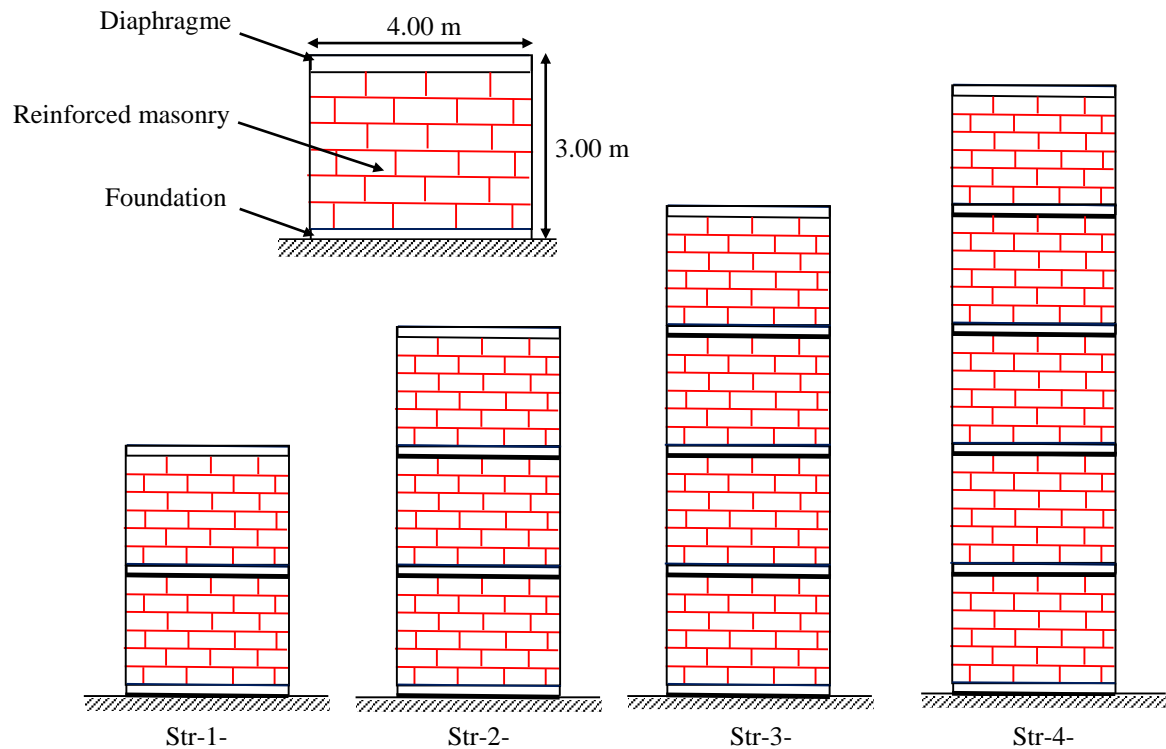 Diaphragme
4.00 m
Reinforced masonry
3.00 m
Foundation
Str-1-
Str-2-
Str-3-
Str-4-